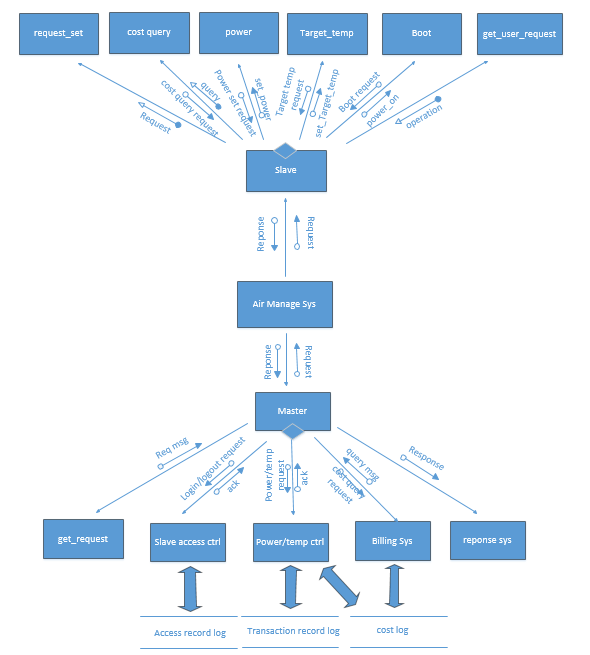 request_set
cost query
power
Target_temp
Boot
get_user_request
Request
query
cost query request
Power set request
set_power
Target temp
request
set_Target_temp
Boot request
power_on
operation
Slave
Reponse
Request
Air Manage Sys
Reponse
Request
Master
Req msg
Login/logout request
ack
Power/temp
request
ack
query msg
cost query
request
Response
get_request
Slave access ctrl
Power/temp ctrl
Billing Sys
reponse sys
Access record log
Transaction record log
cost log